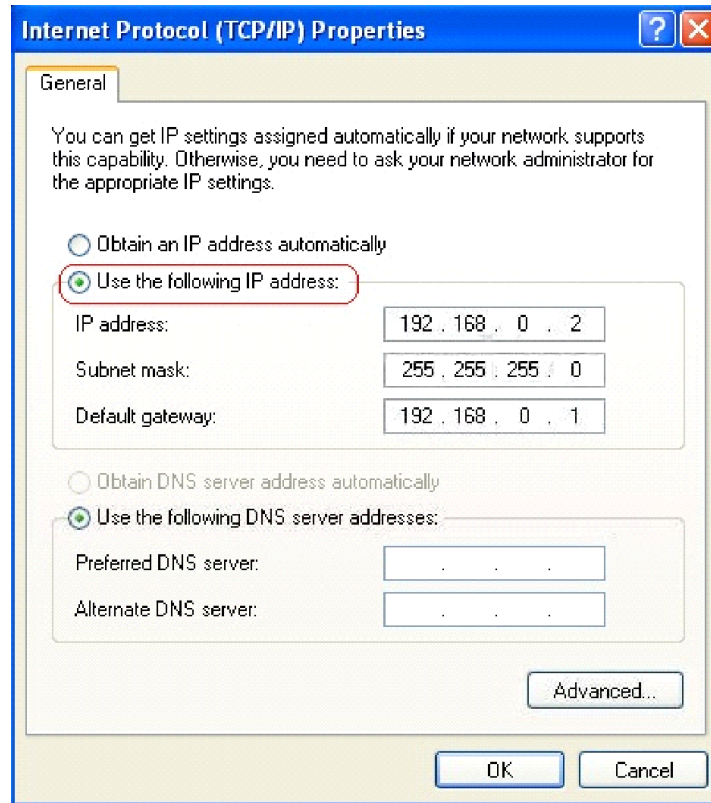 Internet Protocol (TCP/IP) Properties
General
You can get IP settings assigned automatically if your network supports
this capability. Otherwise, you need to ask your network administrator for
the appropriate IP settings.
Obtain an IP address automatically
Use the following IP address:
IP address: 192 . 168 . 0 . 2
Subnet mask: 255 . 255 . 255 . 0
Default gateway: 192 . 168 . 0 . 1
Obtain DNS server address automatically
Use the following DNS server addresses:
Preferred DNS server: . . .
Alternate DNS server: . . .
Advanced...
OK Cancel